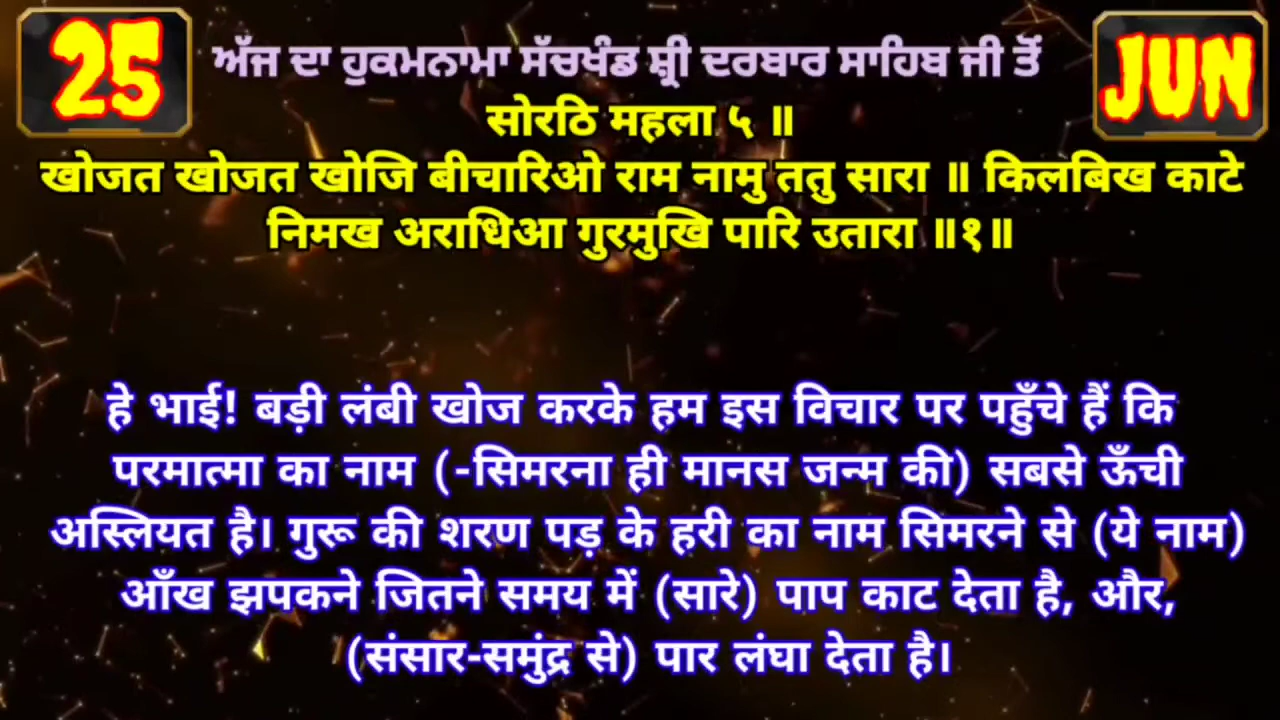 25
ਅੱਜ ਦਾ ਹੁਕਮਨਾਮਾ ਸੱਚਖੰਡ ਸ਼੍ਰੀ ਦਰਬਾਰ ਸਾਹਿਬ ਜੀ ਤੋਂ
JUN
सोरठि महला ५ ॥
खोजत खोजत खोजि बीचारिओ राम नामु ततु सारा ॥ किलबिख काटे
निमख अराधिआ गुरमुखि पारि उतारा ॥१॥
हे भाई! बड़ी लंबी खोज करके हम इस विचार पर पहुँचे हैं कि
परमात्मा का नाम (-सिमरना ही मानस जन्म की) सबसे ऊँची
अस्लियत है। गुरू की शरण पड़ के हरी का नाम सिमरने से (ये नाम)
आँख झपकने जितने समय में (सारे) पाप काट देता है, और,
(संसार-समुंद्र से) पार लंघा देता है।